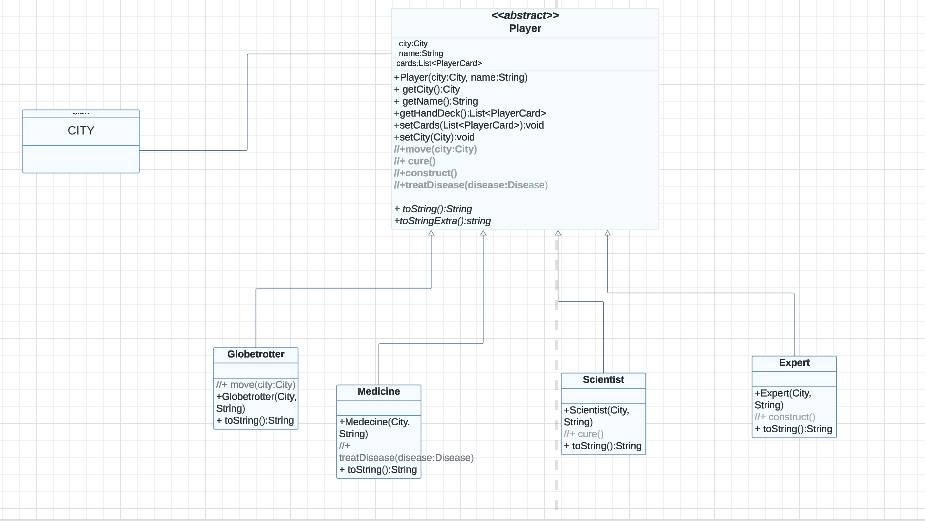 <<abstract>>
Player
city:City
name:String
cards:List<PlayerCard>
+Player(city:City, name:String)
+ getCity():City
+ getName():String
+getHandDeck():List<PlayerCard>
+setCards(List<PlayerCard>):void
+setCity(City):void
//+move(city:City)
//+ cure()
//+construct()
//+treatDisease(disease:Disease)
+ toString():String
+toStringExtra():string
CITY
Globetrotter
//+ move(city:City)
+Globetrotter(City,
String)
+ toString():String
Medicine
+Medecine(City.
String)
//+
treatDisease(disease:Disease)
+ toString():String
Scientist
+Scientist(City,
String)
//+ cure()
+ toString():String
Expert
+Expert(City,
String)
//+ construct()
+ toString():String